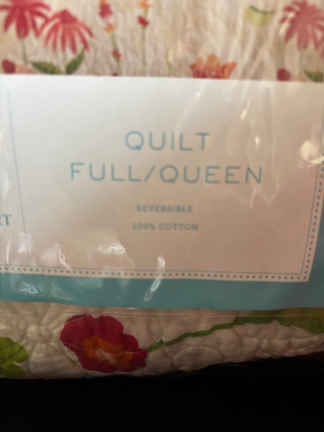 QUILT
FULL/QUEEN
REVERSIBLE
100% COTTON